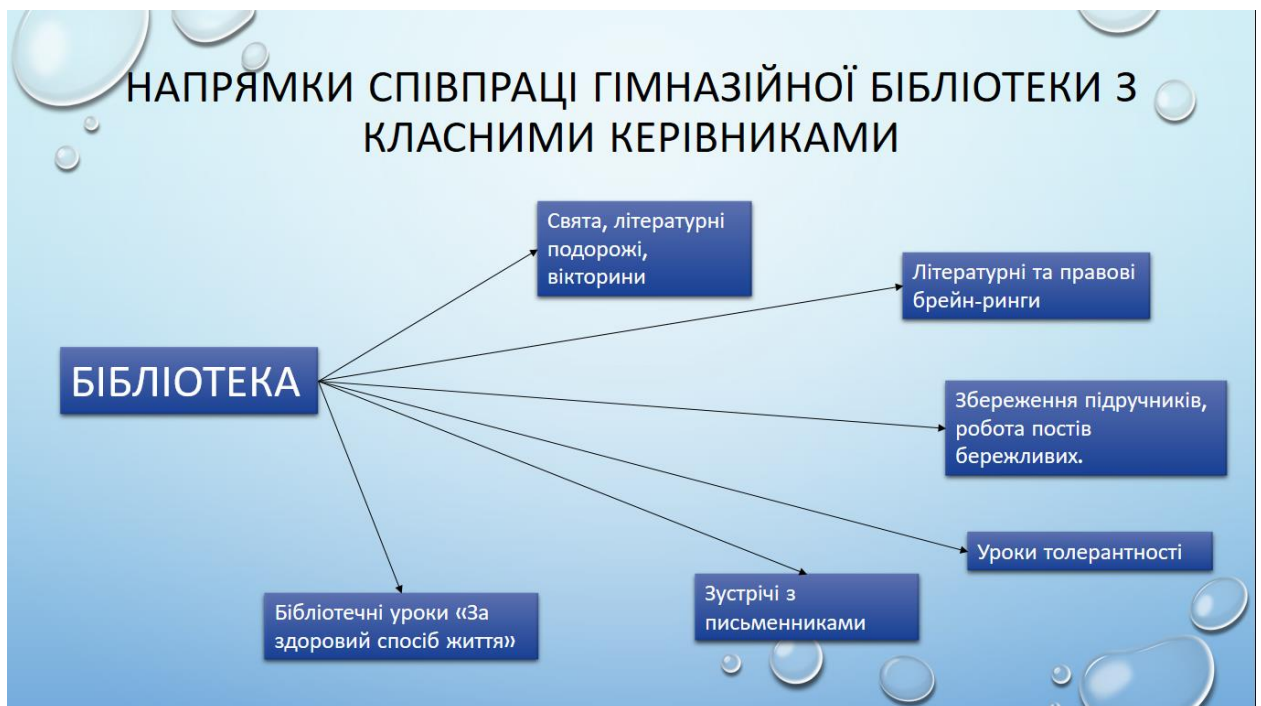 НАПРЯМКИ СПІВПРАЦІ ГІМНАЗІЙНОЇ БІБЛІОТЕКИ З
КЛАСНИМИ КЕРІВНИКАМИ
Свята, літературні
подорожі,
вікторини
Літературні та правові
брейн-ринги
БІБЛІОТЕКА
Збереження підручників,
робота постів
бережливих.
Уроки толерантності
Зустрічі з
письменниками
Бібліотечні уроки «За
здоровий спосіб життя»